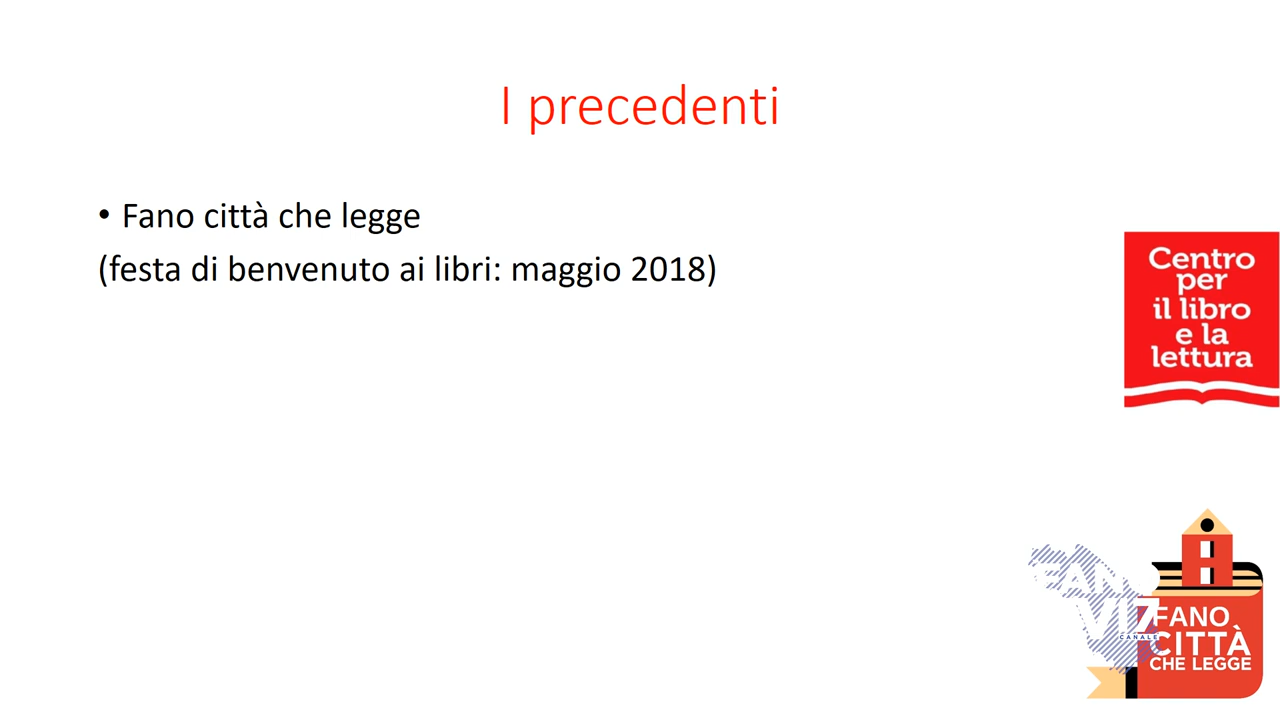 I precedenti
• Fano città che legge
(festa di benvenuto ai libri: maggio 2018)
Centro
per
il libro
e la
lettura
FANO
CITTÀ
CHE LEGGE
CANALE